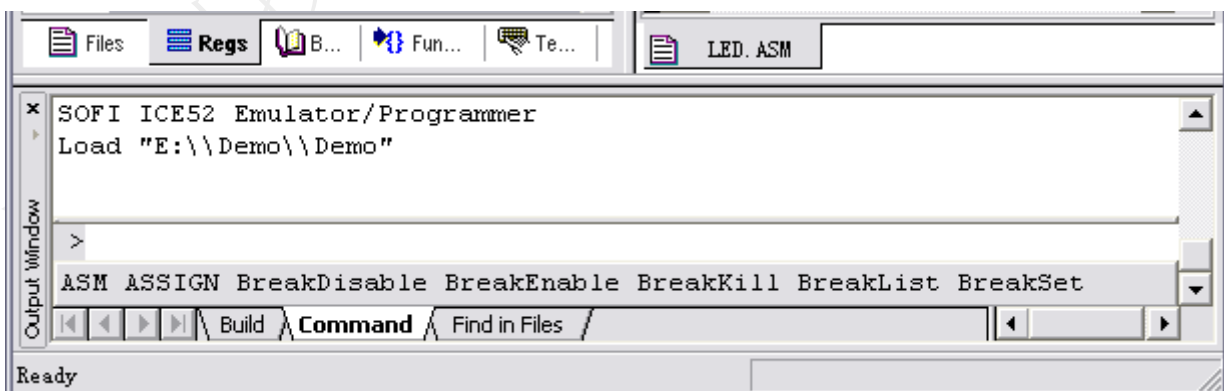 Files Regs B... Fun... Te... LED.ASM
SOFI ICE52 Emulator/Programmer
Load "E:\\Demo\\Demo"
>
ASM ASSIGN BreakDisable BreakEnable BreakKill BreakList BreakSet
Output Window
Build Command Find in Files
Ready